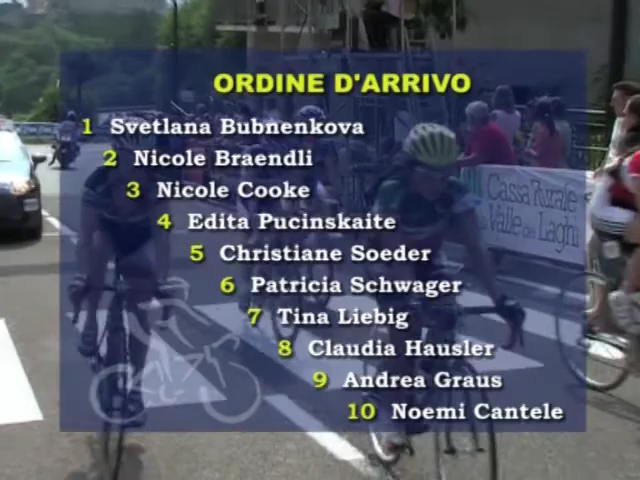 ORDINE D'ARRIVO
1 Svetlana Bubnenkova
2 Nicole Braendli
3 Nicole Cooke
4 Edita Pucinskaite
5 Christiane Soeder
6 Patricia Schwager
7 Tina Liebig
8 Claudia Hausler
9 Andrea Graus
10 Noemi Cantele
Cassa Rurale
Valle dei Laghi